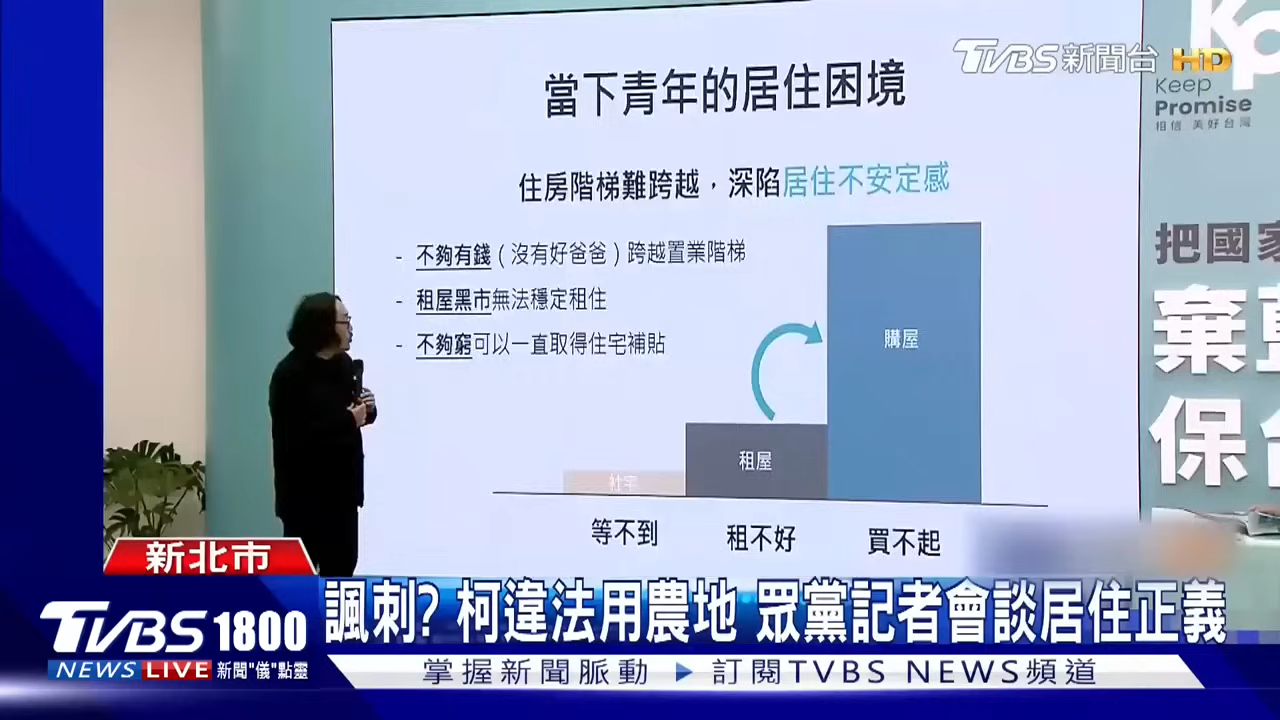 TVBS新聞台 HD
KP
Keep
Promise
相信 美好台灣
當下青年的居住困境
住房階梯難跨越，深陷居住不安定感
- 不夠有錢（沒有好爸爸）跨越置業階梯
- 租屋黑市無法穩定租住
- 不夠窮可以一直取得住宅補貼
購屋
租屋
社宅
等不到
租不好
買不起
把國家
棄
保台
新北市
諷刺? 柯違法用農地 眾黨記者會談居住正義
TVBS 1800
NEWS LIVE 新聞"儀"點靈
掌握新聞脈動 ▶ 訂閱TVBS NEWS頻道